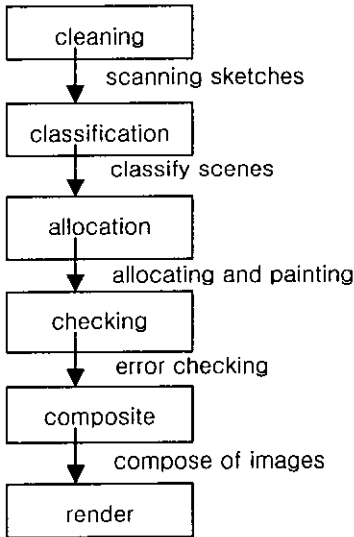 cleaning
scanning sketches
classification
classify scenes
allocation
allocating and painting
checking
error checking
composite
compose of images
render